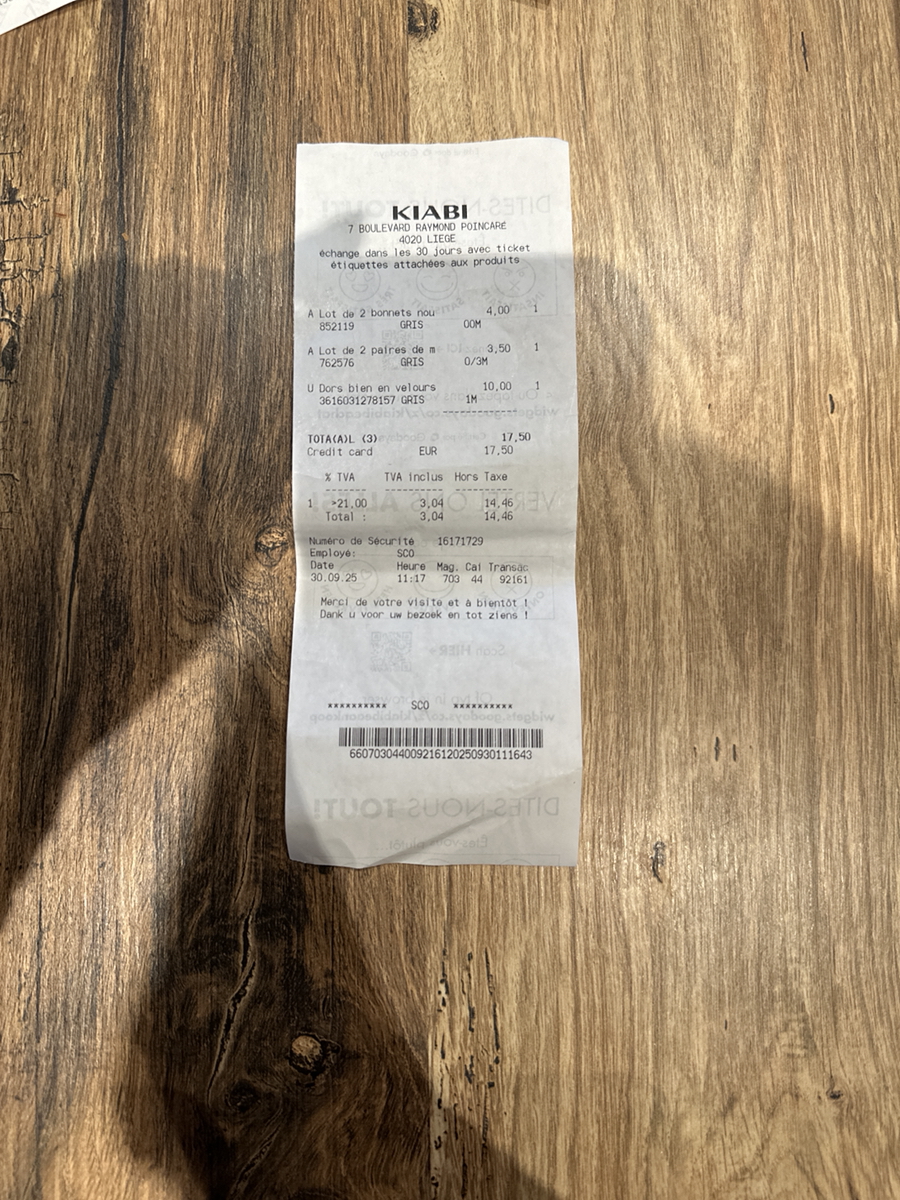 KIABI
7 BOULEVARD RAYMOND POINCARÉ
4020 LIEGE
échange dans les 30 jours avec ticket
étiquettes attachées aux produits
A Lot de 2 bonnets nou 4,00 1
852119 GRIS 00M
A Lot de 2 paires de m 3,50 1
762576 GRIS 0/3M
U Dors bien en velours 10,00 1
3616031278157 GRIS 1M
TOTA(A)L (3) 17,50
Credit card EUR 17,50
% TVA TVA inclus Hors Taxe
1 >21,00 3,04 14,46
Total : 3,04 14,46
Numéro de Sécurité 16171729
Employé: SCO
Date Heure Mag. Cai Transac
30.09.25 11:17 703 44 92161
Merci de votre visite et à bientôt !
Dank u voor uw bezoek en tot ziens !
********** SCO **********
66070304400921612025093011​1643